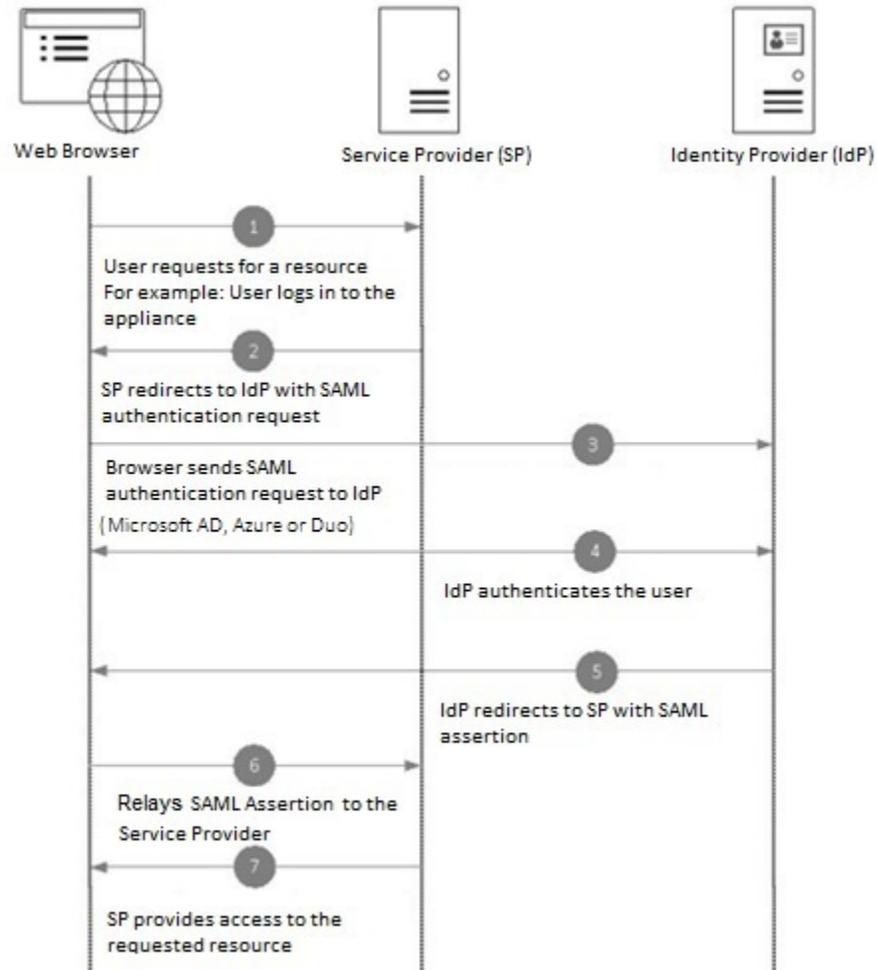 Web Browser
Service Provider (SP)
Identity Provider (IdP)
1
User requests for a resource
For example: User logs in to the
appliance
2
SP redirects to IdP with SAML
authentication request
3
Browser sends SAML
authentication request to IdP
(Microsoft AD, Azure or Duo)
4
IdP authenticates the user
5
IdP redirects to SP with SAML
assertion
6
Relays SAML Assertion to the
Service Provider
7
SP provides access to the
requested resource